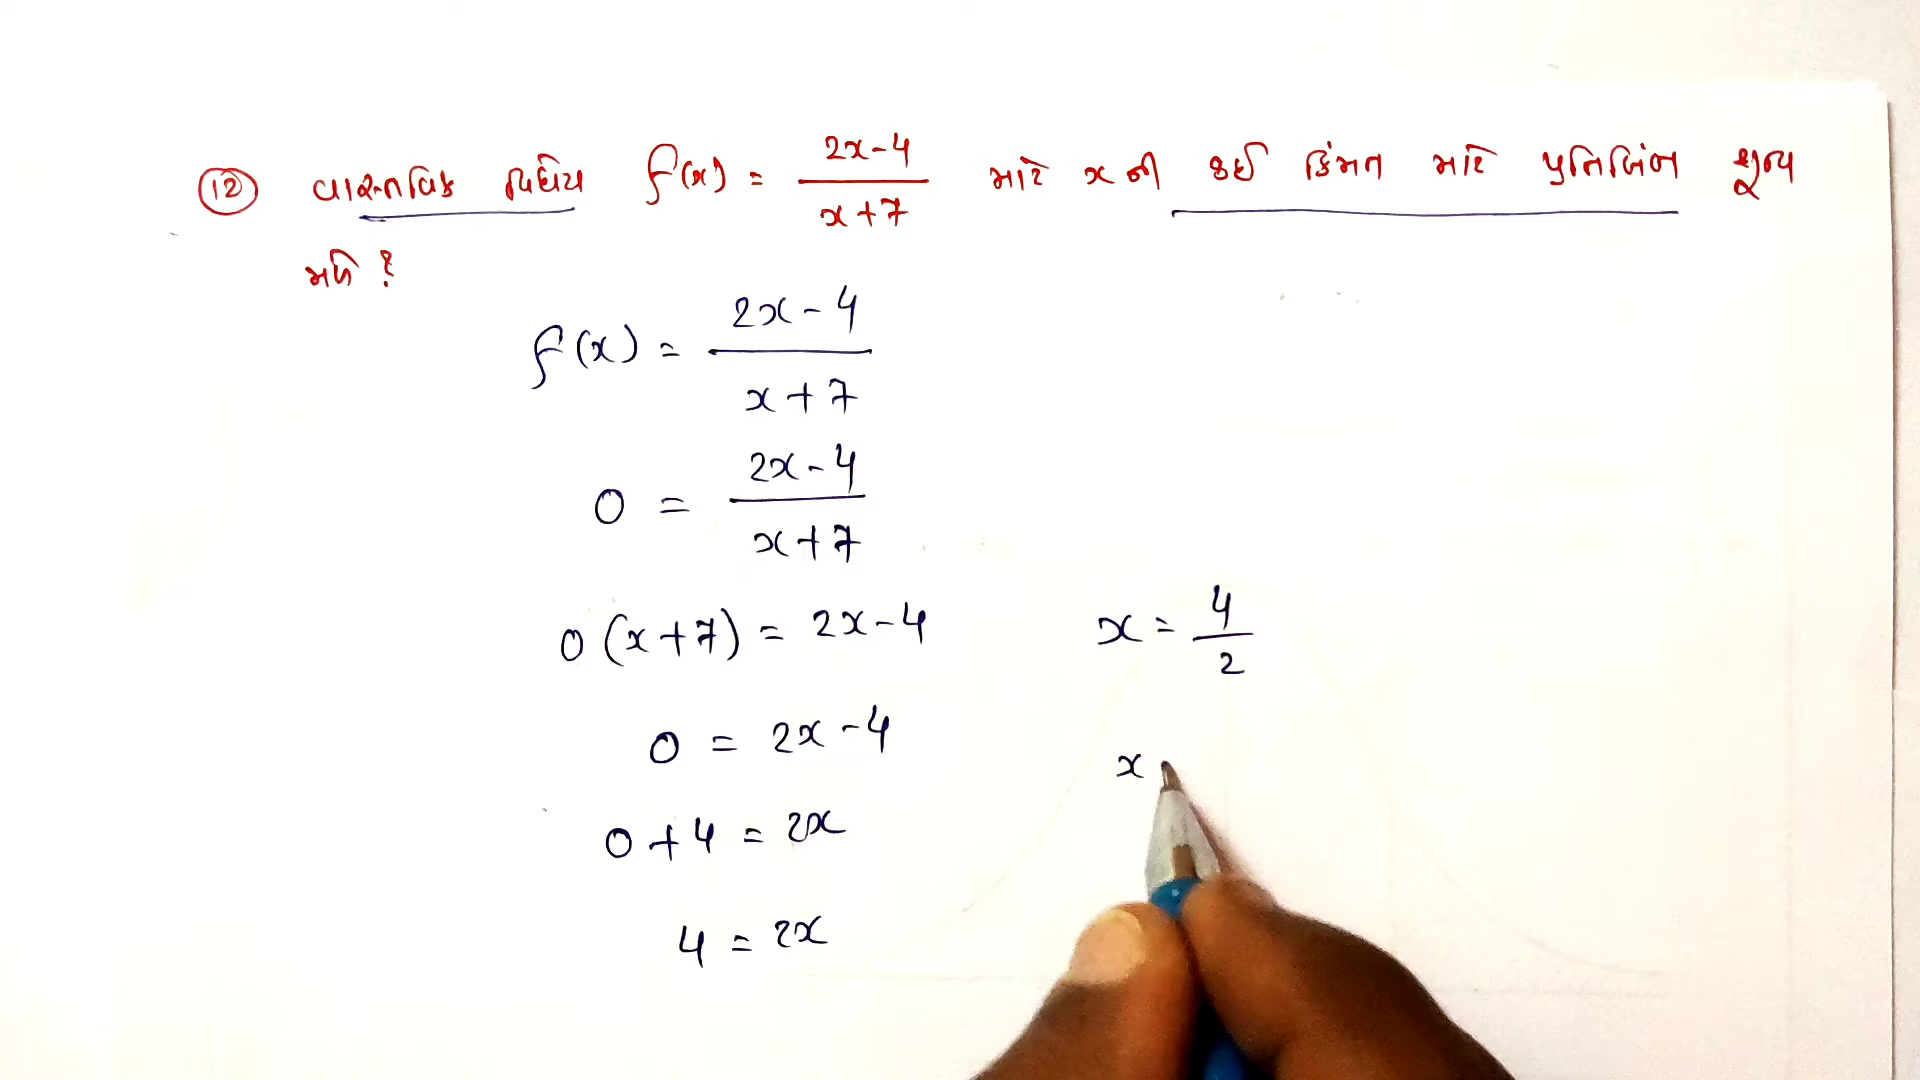 (12) વાસ્તવિક વિધેય f(x) = (2x-4)/(x+7) માટે x ની કઈ કિંમત માટે પ્રતિબિંબ શૂન્ય
મળે ?
f(x) = (2x-4)/(x+7)
0 = (2x-4)/(x+7)
0(x+7) = 2x-4
0 = 2x-4
0+4 = 2x
4 = 2x
x = 4/2
x